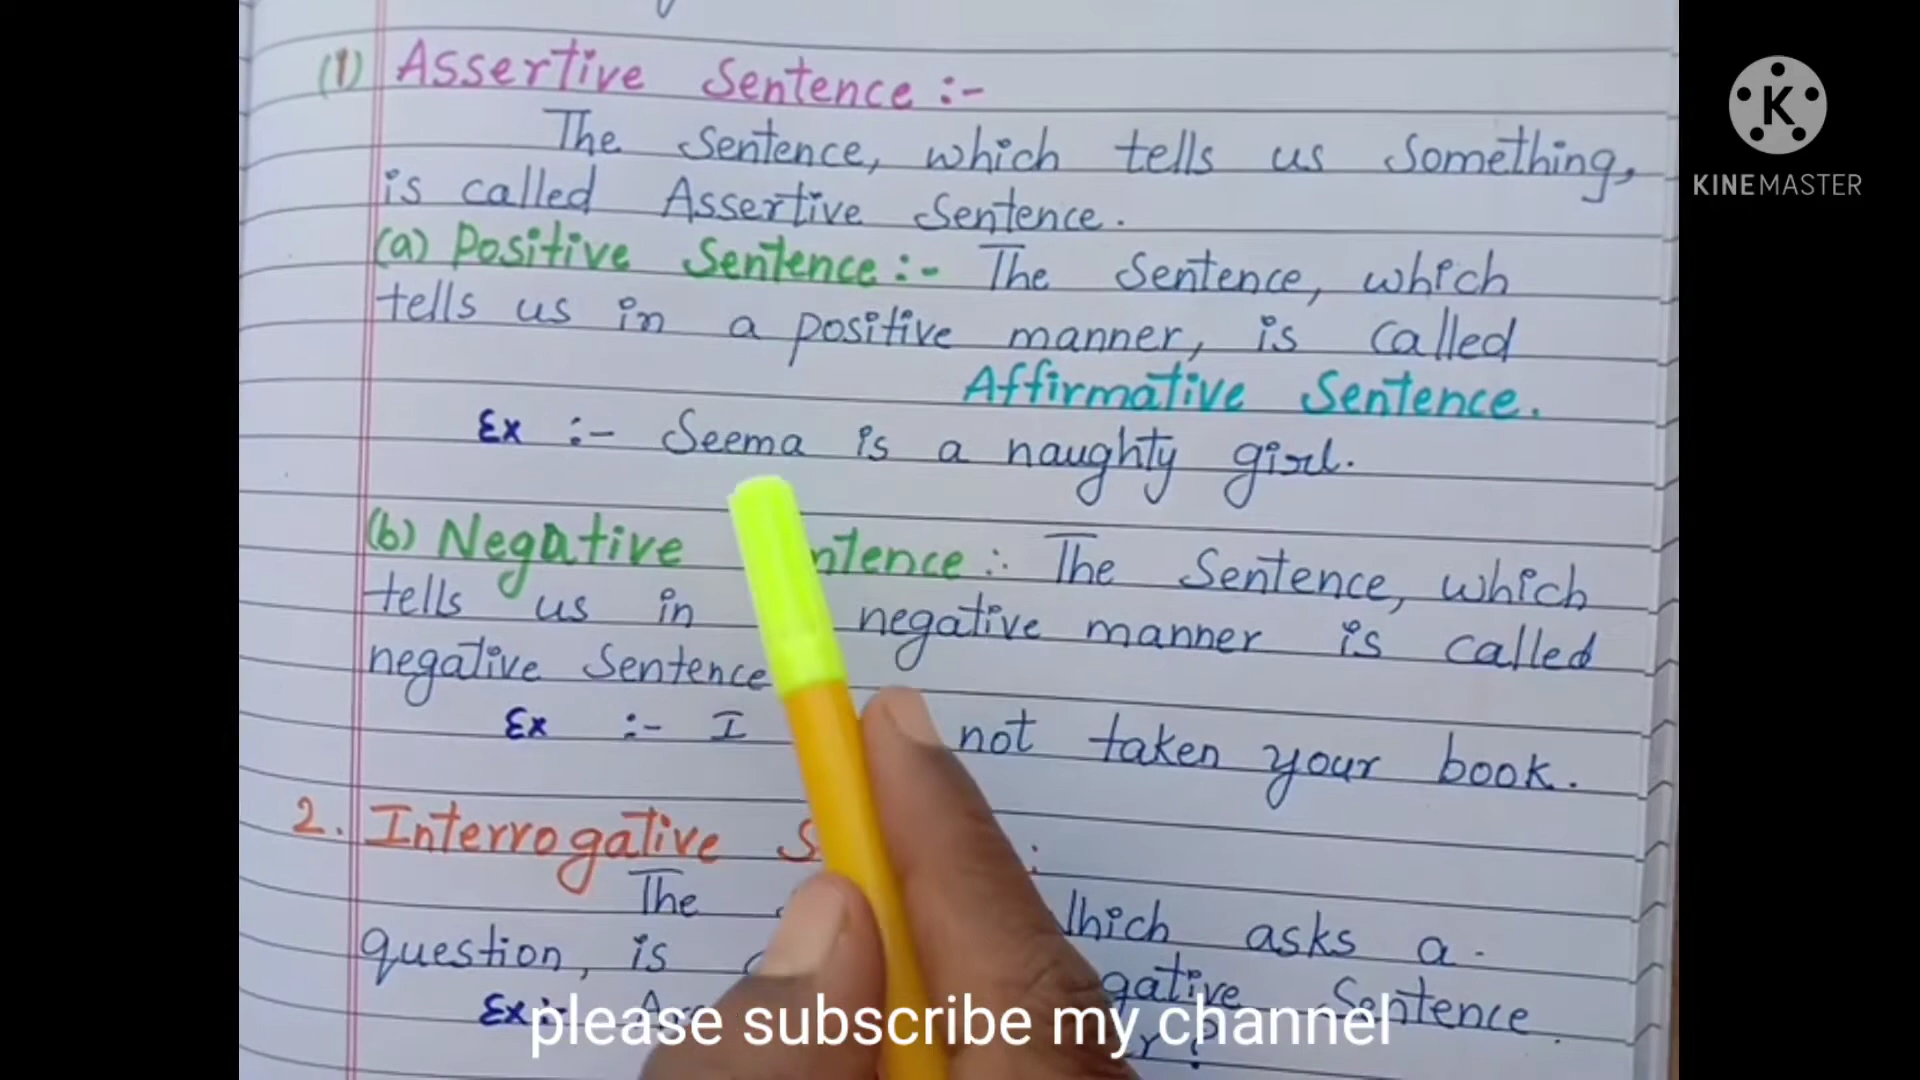 (1) Assertive Sentence :-
The Sentence, which tells us something,
is called Assertive Sentence.
(a) Positive Sentence :- The Sentence, which
tells us in a positive manner, is called
Affirmative Sentence.
Ex :- Seema is a naughty girl.
(b) Negative ntence :- The Sentence, which
tells us in negative manner is called
negative Sentence
Ex :- I not taken your book.
2. Interrogative S
The which asks a
question, is gative Sentence
Ex :-
please subscribe my channel
K
KINEMASTER